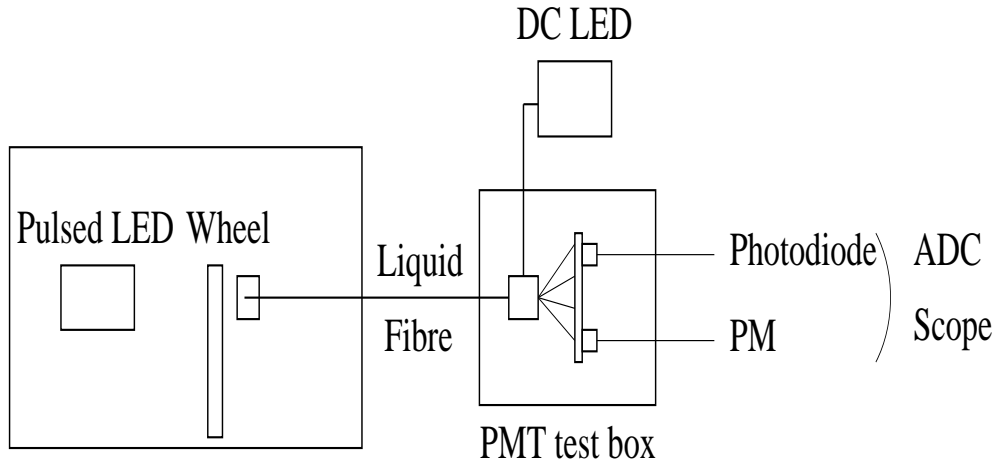 DC LED
Pulsed LED
Wheel
Liquid
Fibre
Photodiode
ADC
PM
Scope
PMT test box